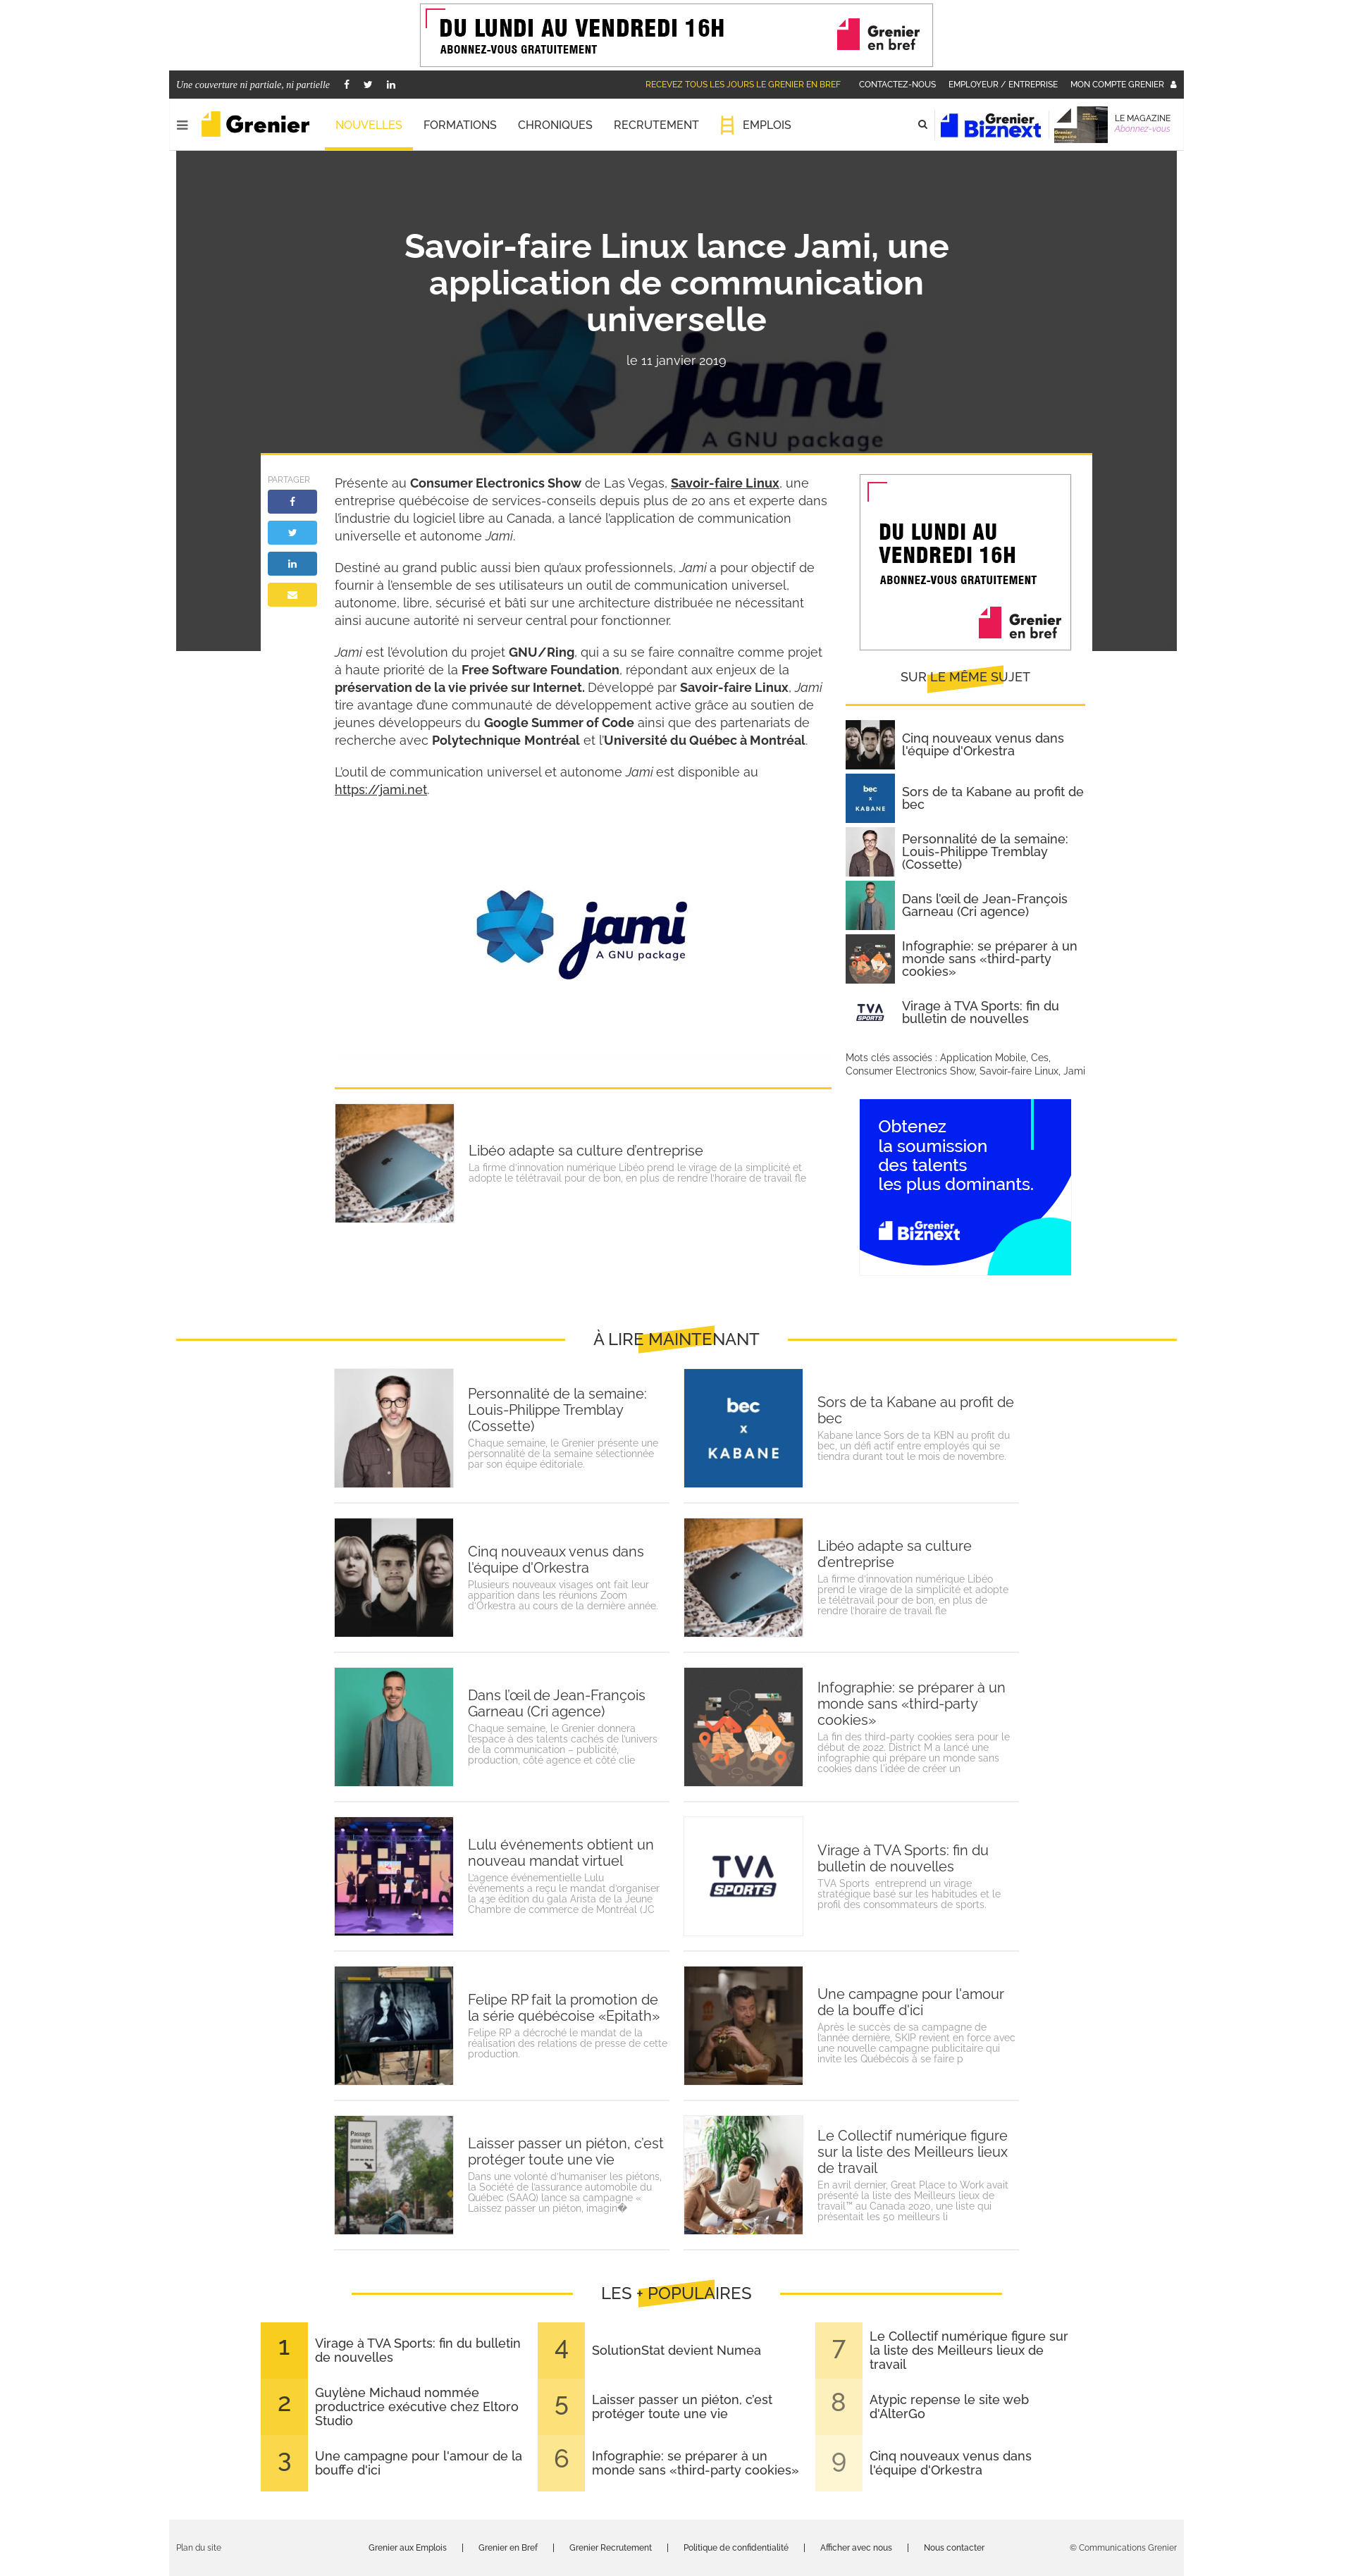 DU LUNDI AU VENDREDI 16H
ABONNEZ-VOUS GRATUITEMENT
Grenier
en bref
Une couverture ni partiale, ni partielle
RECEVEZ TOUS LES JOURS LE GRENIER EN BREF
CONTACTEZ-NOUS
EMPLOYEUR / ENTREPRISE
MON COMPTE GRENIER
Grenier
NOUVELLES
FORMATIONS
CHRONIQUES
RECRUTEMENT
EMPLOIS
Grenier
Biznext
LE MAGAZINE
Abonnez-vous
Savoir-faire Linux lance Jami, une
application de communication
universelle
le 11 janvier 2019
jami
A GNU package
PARTAGER
Présente au Consumer Electronics Show de Las Vegas, Savoir-faire Linux, une
entreprise québécoise de services-conseils depuis plus de 20 ans et experte dans
l’industrie du logiciel libre au Canada, a lancé l’application de communication
universelle et autonome Jami.
Destiné au grand public aussi bien qu’aux professionnels, Jami a pour objectif de
fournir à l’ensemble de ses utilisateurs un outil de communication universel,
autonome, libre, sécurisé et bâti sur une architecture distribuée ne nécessitant
ainsi aucune autorité ni serveur central pour fonctionner.
Jami est l’évolution du projet GNU/Ring, qui a su se faire connaître comme projet
à haute priorité de la Free Software Foundation, répondant aux enjeux de la
préservation de la vie privée sur Internet. Développé par Savoir-faire Linux, Jami
tire avantage d’une communauté de développement active grâce au soutien de
jeunes développeurs du Google Summer of Code ainsi que des partenariats de
recherche avec Polytechnique Montréal et l’Université du Québec à Montréal.
L’outil de communication universel et autonome Jami est disponible au
https://jami.net.
jami
A GNU package
DU LUNDI AU
VENDREDI 16H
ABONNEZ-VOUS GRATUITEMENT
Grenier
en bref
SUR LE MÊME SUJET
Cinq nouveaux venus dans
l'équipe d'Orkestra
bec
x
KABANE
Sors de ta Kabane au profit de
bec
Personnalité de la semaine:
Louis-Philippe Tremblay
(Cossette)
Dans l’œil de Jean-François
Garneau (Cri agence)
Infographie: se préparer à un
monde sans «third-party
cookies»
TVA
SPORTS
Virage à TVA Sports: fin du
bulletin de nouvelles
Mots clés associés : Application Mobile, Ces,
Consumer Electronics Show, Savoir-faire Linux, Jami
Libéo adapte sa culture d’entreprise
La firme d’innovation numérique Libéo prend le virage de la simplicité et
adopte le télétravail pour de bon, en plus de rendre l’horaire de travail fle
Obtenez
la soumission
des talents
les plus dominants.
Grenier
Biznext
À LIRE MAINTENANT
Personnalité de la semaine:
Louis-Philippe Tremblay
(Cossette)
Chaque semaine, le Grenier présente une
personnalité de la semaine sélectionnée
par son équipe éditoriale.
bec
x
KABANE
Sors de ta Kabane au profit de
bec
Kabane lance Sors de ta KBN au profit du
bec, un défi actif entre employés qui se
tiendra durant tout le mois de novembre.
Cinq nouveaux venus dans
l'équipe d'Orkestra
Plusieurs nouveaux visages ont fait leur
apparition dans les réunions Zoom
d’Orkestra au cours de la dernière année.
Libéo adapte sa culture
d’entreprise
La firme d’innovation numérique Libéo
prend le virage de la simplicité et adopte
le télétravail pour de bon, en plus de
rendre l’horaire de travail fle
Dans l’œil de Jean-François
Garneau (Cri agence)
Chaque semaine, le Grenier donnera
l’espace à des talents cachés de l’univers
de la communication – publicité,
production, côté agence et côté clie
Infographie: se préparer à un
monde sans «third-party
cookies»
La fin des third-party cookies sera pour le
début de 2022. District M a lancé une
infographie qui prépare un monde sans
cookies dans l'idée de créer un
Lulu événements obtient un
nouveau mandat virtuel
L’agence événementielle Lulu
événements a reçu le mandat d’organiser
la 43e édition du gala Arista de la Jeune
Chambre de commerce de Montréal (JC
TVA
SPORTS
Virage à TVA Sports: fin du
bulletin de nouvelles
TVA Sports entreprend un virage
stratégique basé sur les habitudes et le
profil des consommateurs de sports.
Felipe RP fait la promotion de
la série québécoise «Epitath»
Felipe RP a décroché le mandat de la
réalisation des relations de presse de cette
production.
Une campagne pour l'amour de
de la bouffe d'ici
Après le succès de sa campagne de
l’année dernière, SKIP revient en force avec
une nouvelle campagne publicitaire qui
invite les Québécois à se faire p
Passage
pour vies
humaines
Laisser passer un piéton, c’est
protéger toute une vie
Dans une volonté d’humaniser les piétons,
la Société de l’assurance automobile du
Québec (SAAQ) lance sa campagne «
Laissez passer un piéton, imagin�
Le Collectif numérique figure
sur la liste des Meilleurs lieux
de travail
En avril dernier, Great Place to Work avait
présenté la liste des Meilleurs lieux de
travail™ au Canada 2020, une liste qui
présentait les 50 meilleurs li
LES + POPULAIRES
1
Virage à TVA Sports: fin du bulletin
de nouvelles
2
Guylène Michaud nommée
productrice exécutive chez Eltoro
Studio
3
Une campagne pour l'amour de la
bouffe d'ici
4
SolutionStat devient Numea
5
Laisser passer un piéton, c’est
protéger toute une vie
6
Infographie: se préparer à un
monde sans «third-party cookies»
7
Le Collectif numérique figure sur
la liste des Meilleurs lieux de
travail
8
Atypic repense le site web
d'AlterGo
9
Cinq nouveaux venus dans
l'équipe d'Orkestra
Plan du site
Grenier aux Emplois | Grenier en Bref | Grenier Recrutement | Politique de confidentialité | Afficher avec nous | Nous contacter
© Communications Grenier